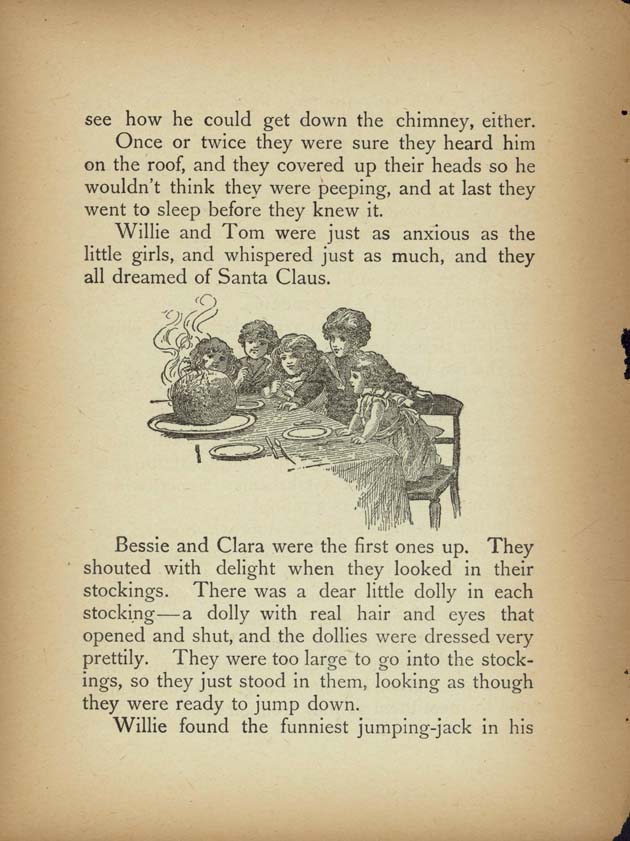 see how he could get down the chimney, either.
Once or twice they were sure they heard him
on the roof, and they covered up their heads so he
wouldn't think they were peeping, and at last they
went to sleep before they knew it.
Willie and Tom were just as anxious as the
little girls, and whispered just as much, and they
all dreamed of Santa Claus.
Bessie and Clara were the first ones up. They
shouted with delight when they looked in their
stockings. There was a dear little dolly in each
stocking—a dolly with real hair and eyes that
opened and shut, and the dollies were dressed very
prettily. They were too large to go into the stock-
ings, so they just stood in them, looking as though
they were ready to jump down.
Willie found the funniest jumping-jack in his